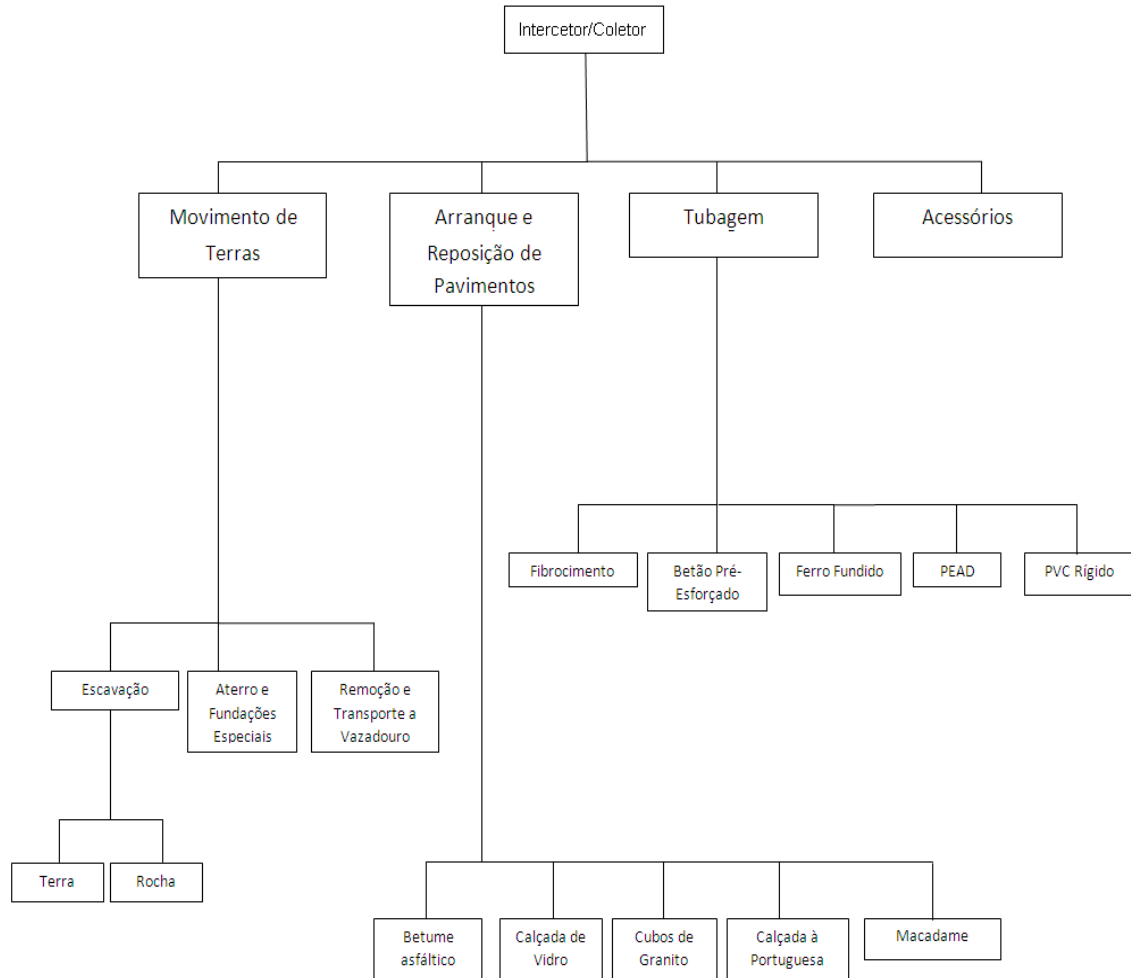 Intercetor/Coletor
Movimento de
Terras
Arranque e
Reposição de
Pavimentos
Tubagem
Acessórios
Fibrocimento
Betão Pré-
Esforçado
Ferro Fundido
PEAD
PVC Rígido
Escavação
Aterro e
Fundações
Especiais
Remoção e
Transporte a
Vazadouro
Terra
Rocha
Betume
asfáltico
Calçada de
Vidro
Cubos de
Granito
Calçada à
Portuguesa
Macadame